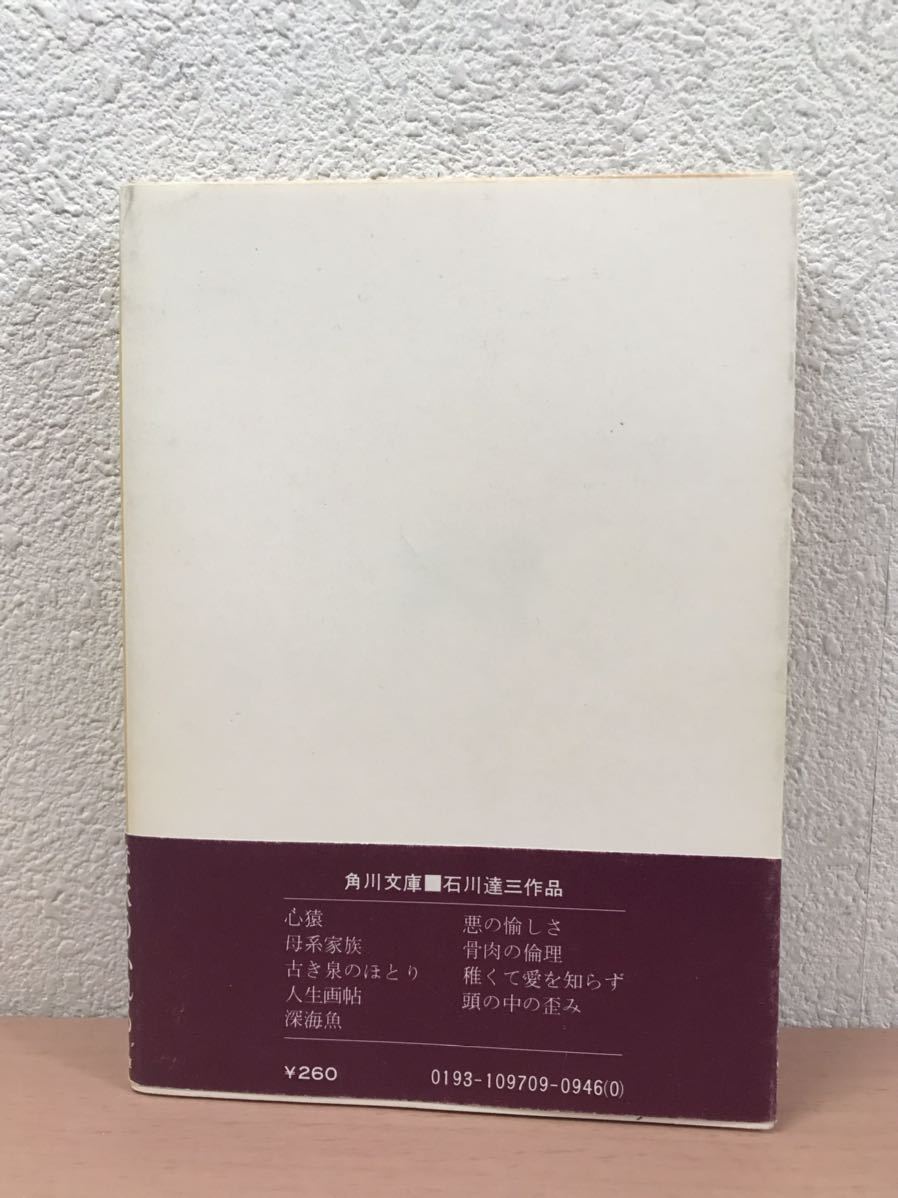 角川文庫■石川達三作品
心猿
母系家族
古き泉のほとり
人生画帖
深海魚
悪の愉しさ
骨肉の倫理
稚くて愛を知らず
頭の中の歪み
¥260
0193-109709-0946(0)